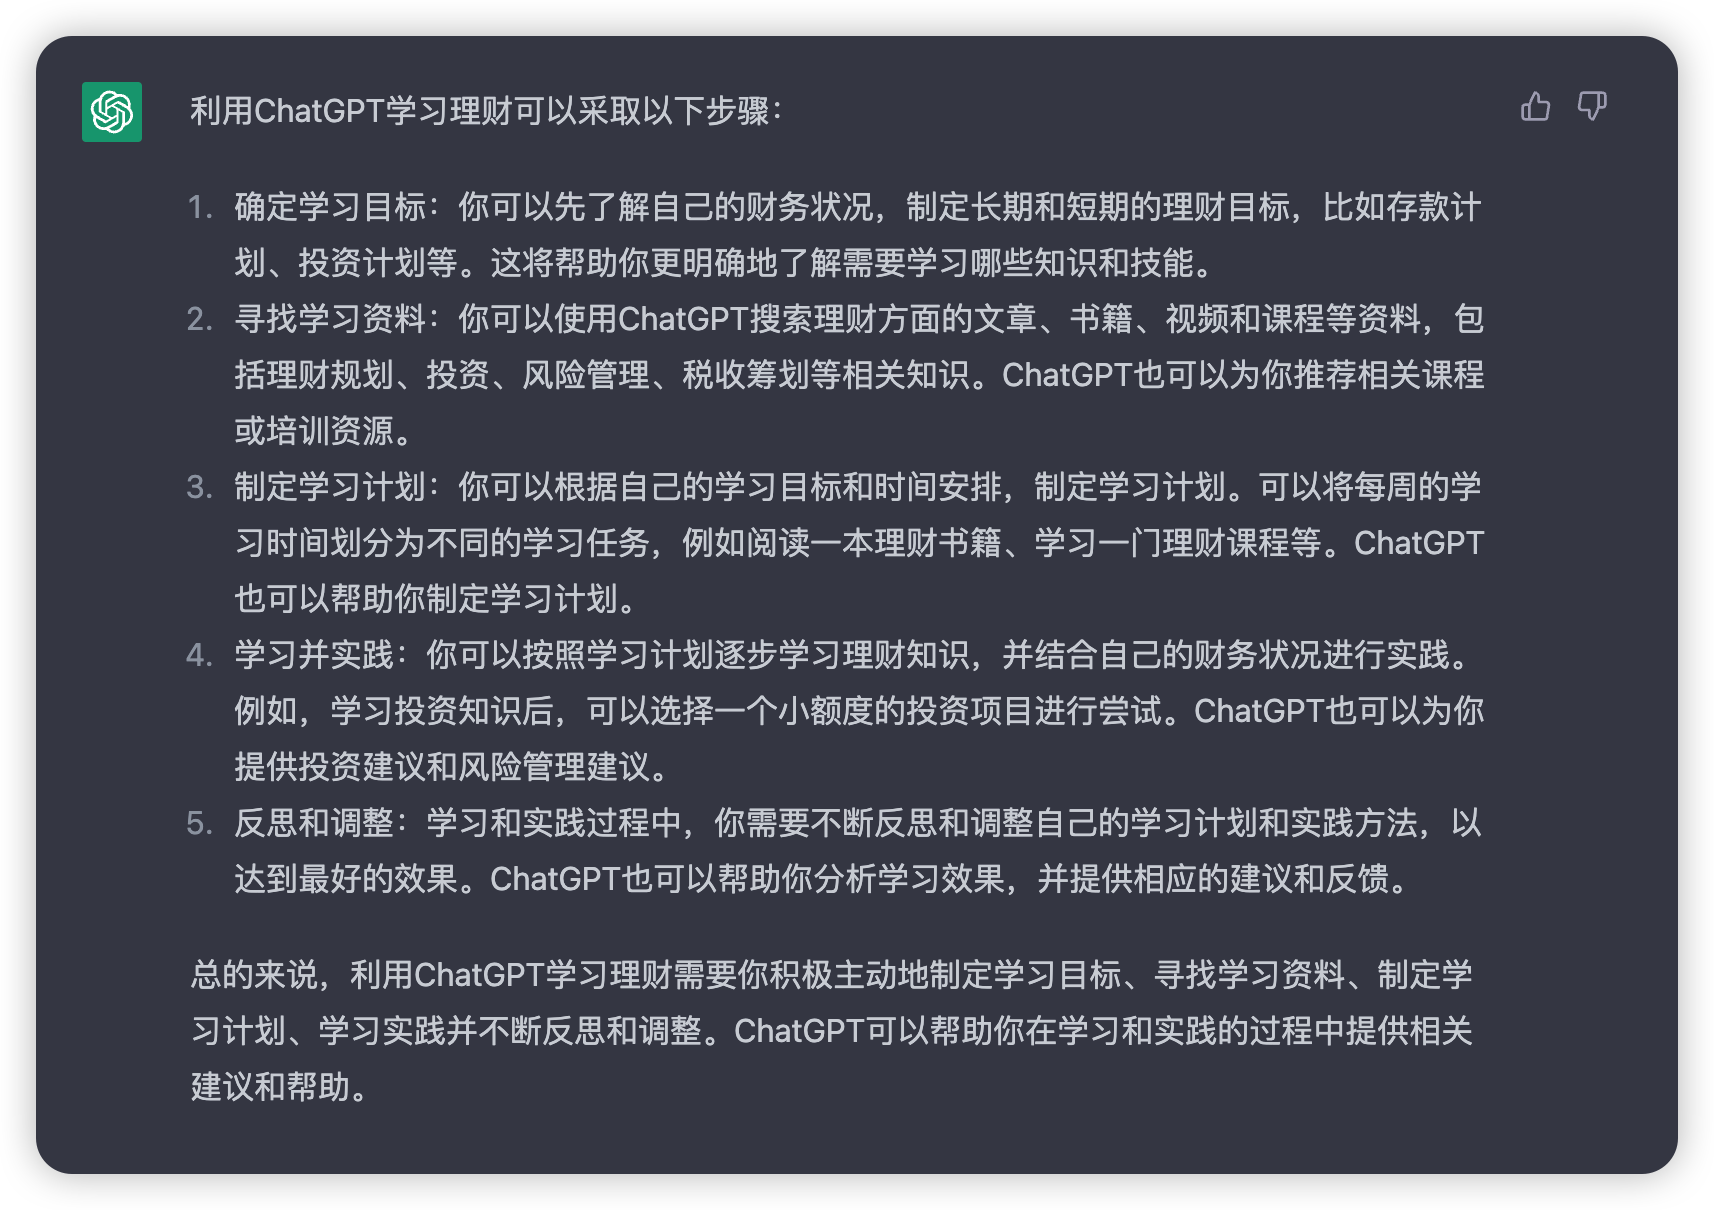 利用ChatGPT学习理财可以采取以下步骤：
1. 确定学习目标：你可以先了解自己的财务状况，制定长期和短期的理财目标，比如存款计
划、投资计划等。这将帮助你更明确地了解需要学习哪些知识和技能。
2. 寻找学习资料：你可以使用ChatGPT搜索理财方面的文章、书籍、视频和课程等资料，包
括理财规划、投资、风险管理、税收筹划等相关知识。ChatGPT也可以为你推荐相关课程
或培训资源。
3. 制定学习计划：你可以根据自己的学习目标和时间安排，制定学习计划。可以将每周的学
习时间划分为不同的学习任务，例如阅读一本理财书籍、学习一门理财课程等。ChatGPT
也可以帮助你制定学习计划。
4. 学习并实践：你可以按照学习计划逐步学习理财知识，并结合自己的财务状况进行实践。
例如，学习投资知识后，可以选择一个小额度的投资项目进行尝试。ChatGPT也可以为你
提供投资建议和风险管理建议。
5. 反思和调整：学习和实践过程中，你需要不断反思和调整自己的学习计划和实践方法，以
达到最好的效果。ChatGPT也可以帮助你分析学习效果，并提供相应的建议和反馈。
总的来说，利用ChatGPT学习理财需要你积极主动地制定学习目标、寻找学习资料、制定学
习计划、学习实践并不断反思和调整。ChatGPT可以帮助你在学习和实践的过程中提供相关
建议和帮助。